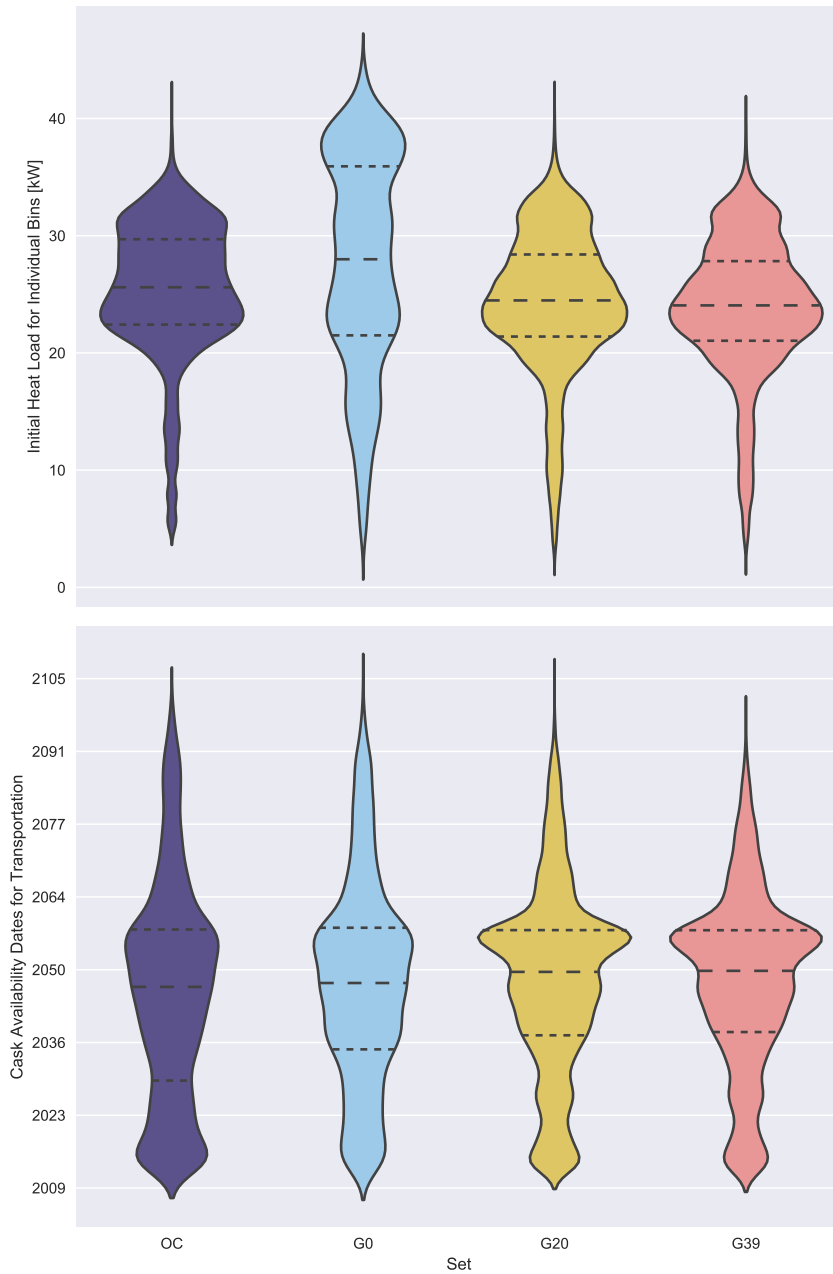 Initial Heat Load for Individual Bins [kW]
40
30
20
10
0
Cask Availability Dates for Transportation
2105
2091
2077
2064
2050
2036
2023
2009
OC
G0
G20
G39
Set